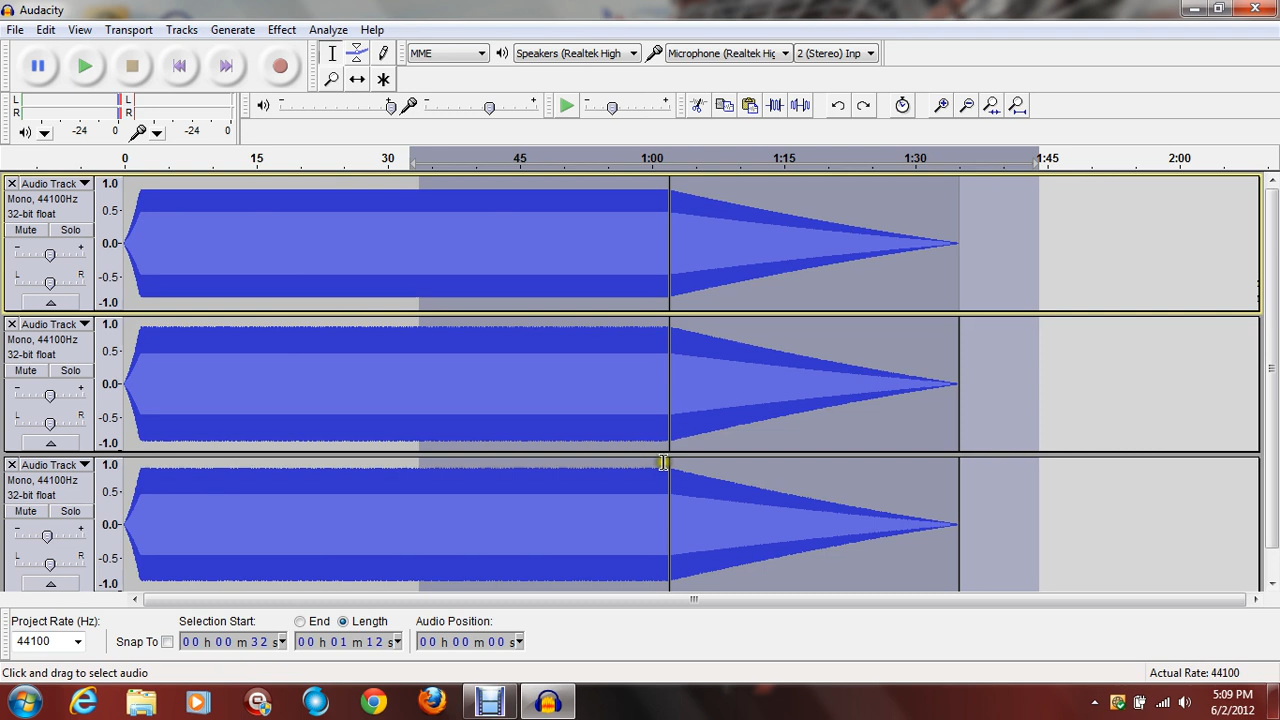 Audacity
File Edit View Transport Tracks Generate Effect Analyze Help
MME Speakers (Realtek High Microphone (Realtek Hig 2 (Stereo) Inp
L L
R R
-24 0 -24 0
0 15 30 45 1:00 1:15 1:30 1:45 2:00
Audio Track 1.0
Mono, 44100Hz
32-bit float 0.5
Mute Solo
- + 0.0
L R -0.5
-1.0
Audio Track 1.0
Mono, 44100Hz
32-bit float 0.5
Mute Solo
- + 0.0
L R -0.5
-1.0
Audio Track 1.0
Mono, 44100Hz
32-bit float 0.5
Mute Solo
- + 0.0
L R -0.5
-1.0
Project Rate (Hz): Selection Start: End Length Audio Position:
44100 Snap To 00 h 00 m 32 s 00 h 01 m 12 s 00 h 00 m 00 s
Click and drag to select audio Actual Rate: 44100
5:09 PM
6/2/2012